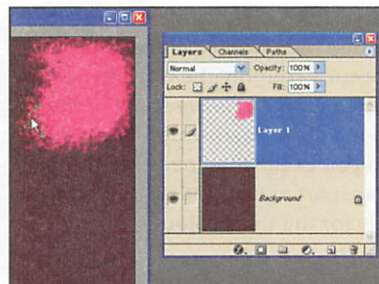 Layers Channels Paths
Normal Opacity: 100%
Lock: Fill: 100%
Layer 1
Background